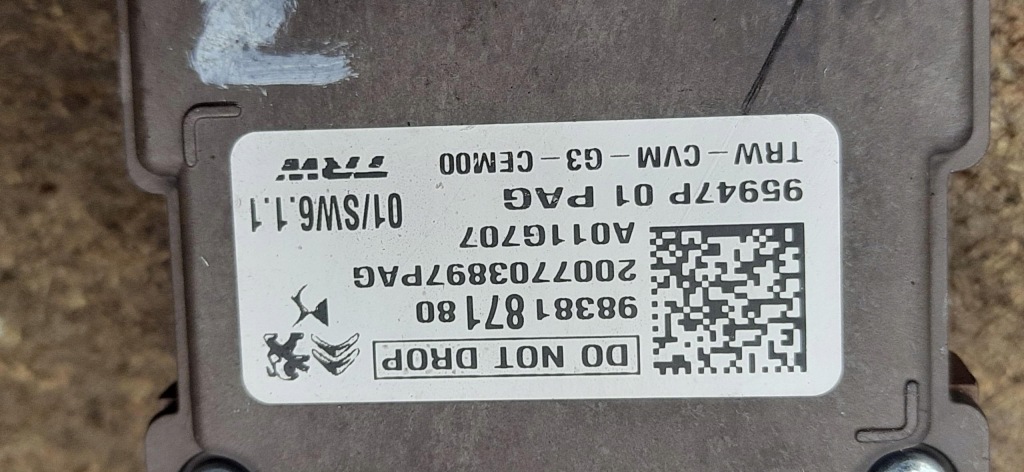 DO NOT DROP
98381 871 80
2007703897PAG
A011G707
95947P 01 PAG
01/SW6.1.1
TRW-CVM-G3-CEM00
TRW